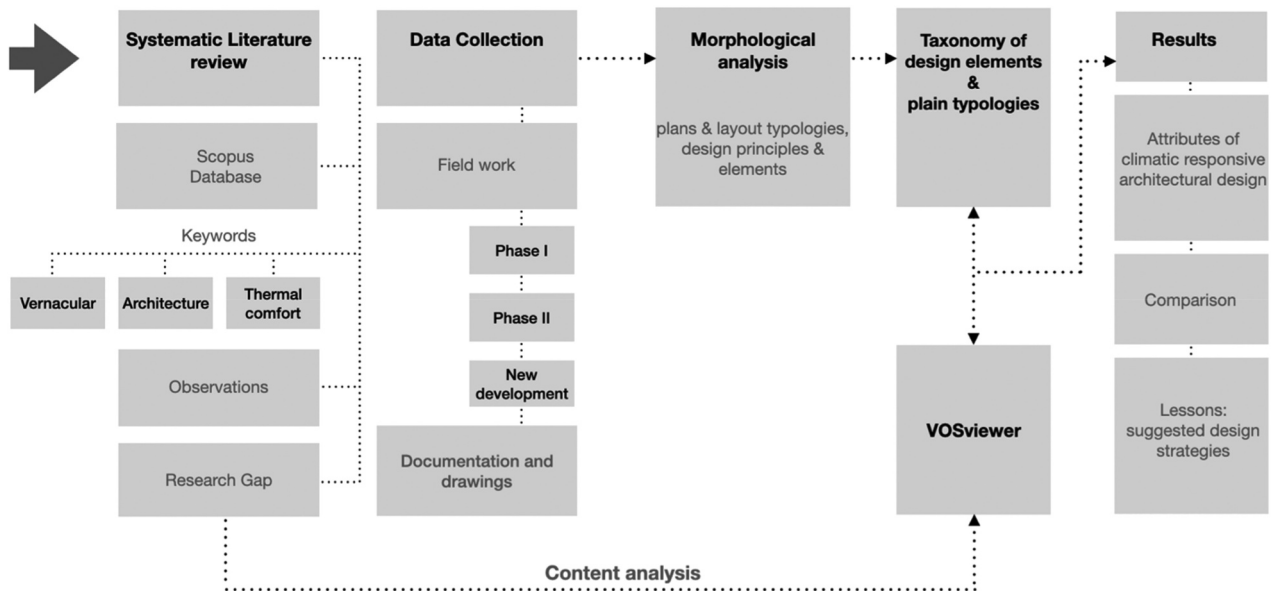 Systematic Literature
review
Scopus
Database
Keywords
Vernacular
Architecture
Thermal
comfort
Observations
Research Gap
Data Collection
Field work
Phase I
Phase II
New
development
Documentation and
drawings
Morphological
analysis
plans & layout typologies,
design principles &
elements
Taxonomy of
design elements
&
plain typologies
VOSviewer
Results
Attributes of
climatic responsive
architectural design
Comparison
Lessons:
suggested design
strategies
Content analysis